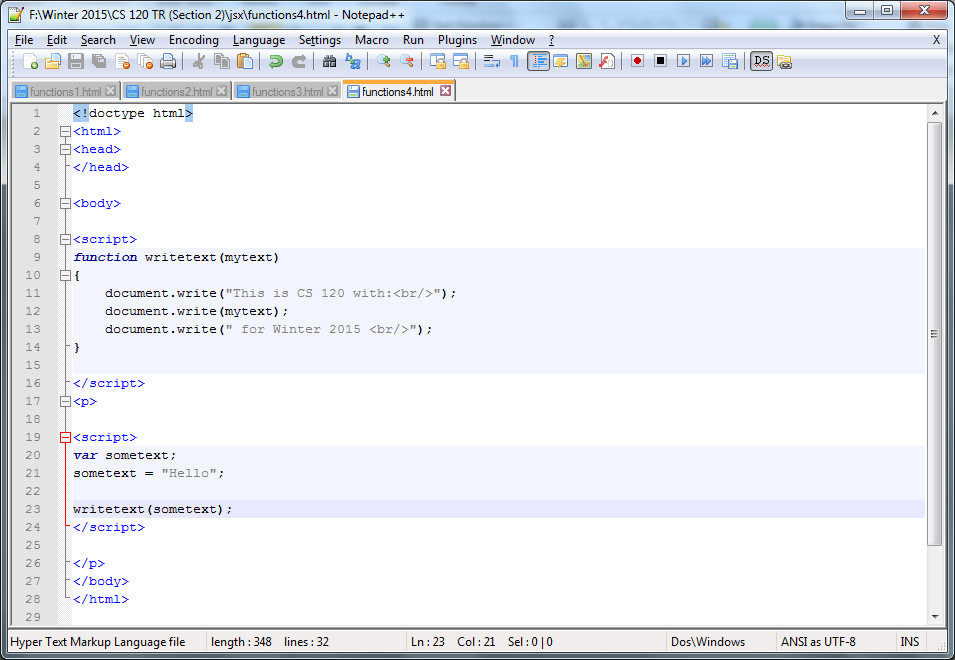 F:\Winter 2015\CS 120 TR (Section 2)\jsx\functions4.html - Notepad++
File Edit Search View Encoding Language Settings Macro Run Plugins Window ? X
functions1.html functions2.html functions3.html functions4.html
1 <!doctype html>
2 <html>
3 <head>
4 </head>
5
6 <body>
7
8 <script>
9 function writetext(mytext)
10 {
11     document.write("This is CS 120 with:<br/>");
12     document.write(mytext);
13     document.write(" for Winter 2015 <br/>");
14 }
15
16 </script>
17 <p>
18
19 <script>
20 var sometext;
21 sometext = "Hello";
22
23 writetext(sometext);
24 </script>
25
26 </p>
27 </body>
28 </html>
29
Hyper Text Markup Language file length : 348 lines : 32 Ln : 23 Col : 21 Sel : 0 | 0 Dos\Windows ANSI as UTF-8 INS